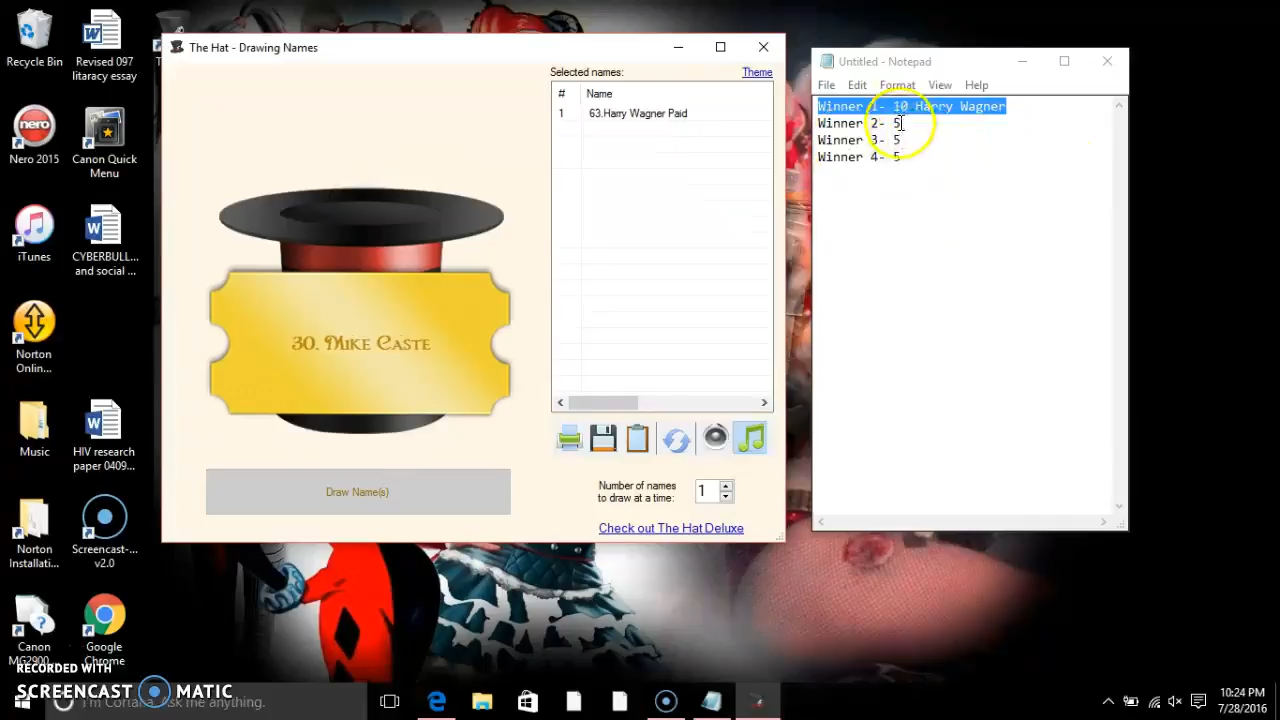 Recycle Bin
Revised 097
litaracy essay
Nero 2015
Canon Quick
Menu
iTunes
CYBERBULL...
and social ...
Norton
Online...
Music
HIV research
paper 0409...
Norton
Installati...
Screencast-...
v2.0
Canon
MG2900
Google
Chrome
RECORDED WITH
SCREENCAST MATIC
I'm Cortana. Ask me anything.
The Hat - Drawing Names
Selected names:
Theme
# Name
1 63.Harry Wagner Paid
30. Mike Caste
Draw Name(s)
Number of names
to draw at a time:
1
Check out The Hat Deluxe
Untitled - Notepad
File Edit Format View Help
Winner 1- 10 Harry Wagner
Winner 2- 5
Winner 3- 5
Winner 4- 5
10:24 PM
7/28/2016